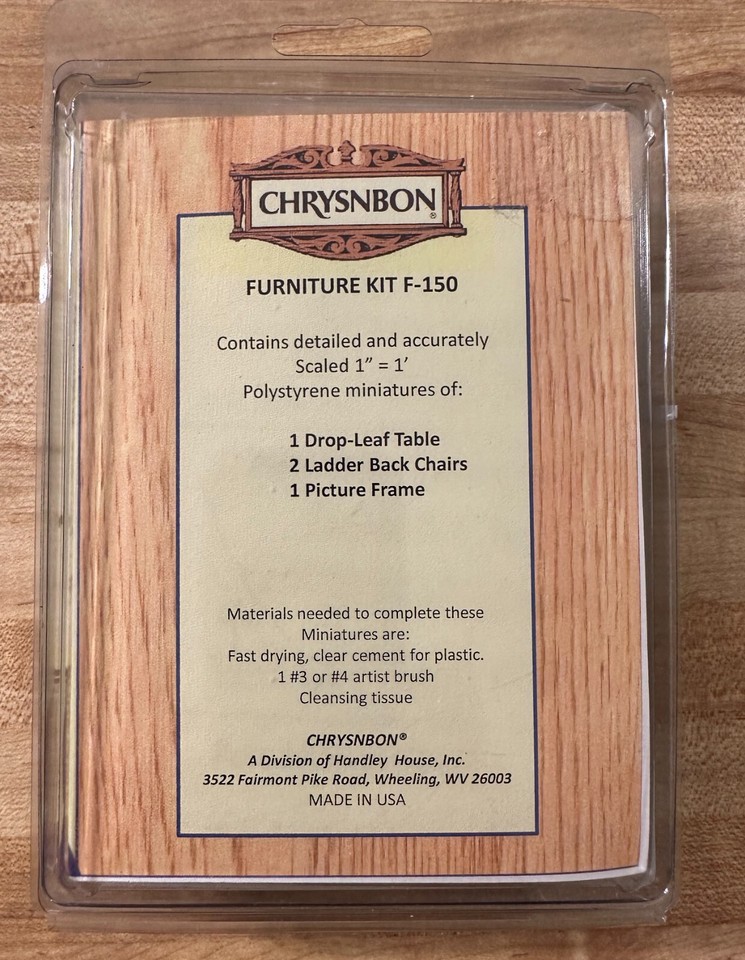 CHRYSNBON®
FURNITURE KIT F-150
Contains detailed and accurately
Scaled 1” = 1’
Polystyrene miniatures of:
1 Drop-Leaf Table
2 Ladder Back Chairs
1 Picture Frame
Materials needed to complete these
Miniatures are:
Fast drying, clear cement for plastic.
1 #3 or #4 artist brush
Cleansing tissue
CHRYSNBON®
A Division of Handley House, Inc.
3522 Fairmont Pike Road, Wheeling, WV 26003
MADE IN USA